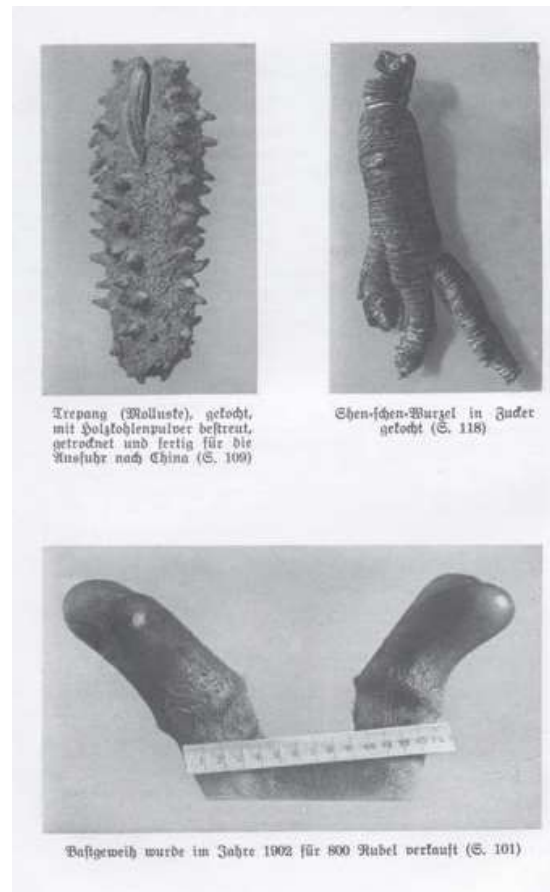 Trepang (Molluske), gekocht,
mit Holzkohlenpulver bestreut,
getrocknet und fertig für die
Ausfuhr nach China (S. 109)
Shen-schen-Wurzel in Zucker
gekocht (S. 118)
Bastgeweih wurde im Jahre 1902 für 800 Rubel verkauft (S. 101)